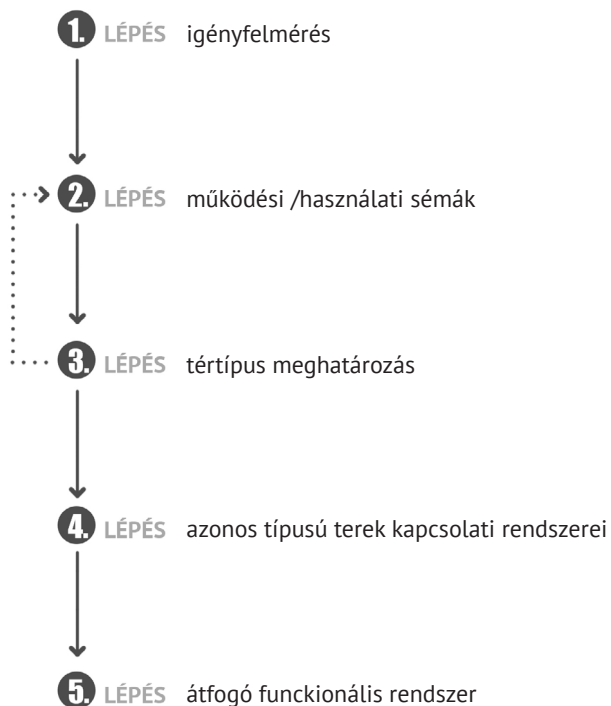 1. LÉPÉS igényfelmérés
2. LÉPÉS működési /használati sémák
3. LÉPÉS tértípus meghatározás
4. LÉPÉS azonos típusú terek kapcsolati rendszerei
5. LÉPÉS átfogó funckionális rendszer